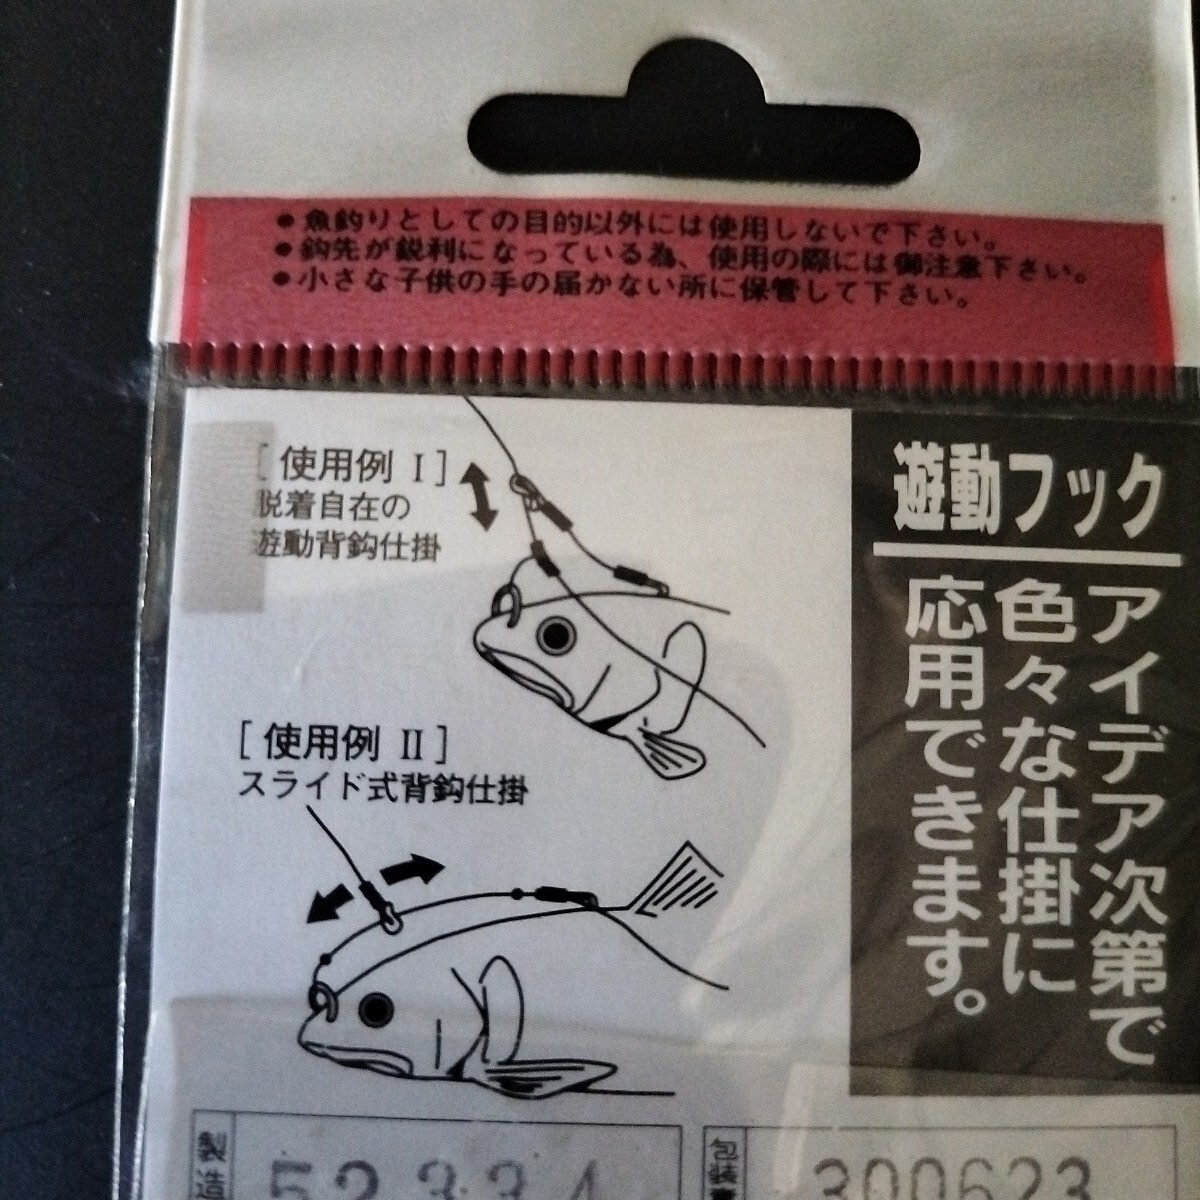 ●魚釣りとしての目的以外には使用しないで下さい。
●鈎先が鋭利になっている為、使用の際には御注意下さい。
●小さな子供の手の届かない所に保管して下さい。
遊動フック
アイデア次第で
色々な仕掛に
応用できます。
[使用例 I]
脱着自在の
遊動背鈎仕掛
[使用例 II]
スライド式背鈎仕掛
製造
包装
300623